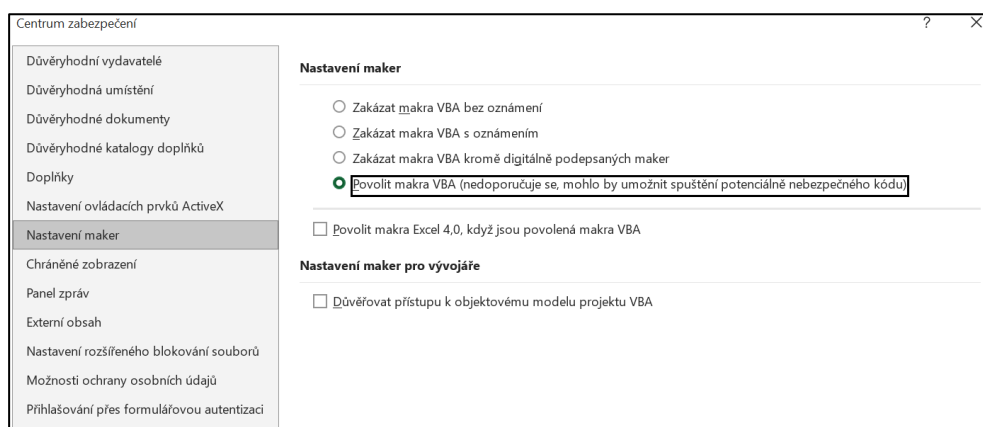 Centrum zabezpečení
?
Důvěryhodní vydavatelé
Důvěryhodná umístění
Důvěryhodné dokumenty
Důvěryhodné katalogy doplňků
Doplňky
Nastavení ovládacích prvků ActiveX
Nastavení maker
Chráněné zobrazení
Panel zpráv
Externí obsah
Nastavení rozšířeného blokování souborů
Možnosti ochrany osobních údajů
Přihlašování přes formulářovou autentizaci
Nastavení maker
Zakázat makra VBA bez oznámení
Zakázat makra VBA s oznámením
Zakázat makra VBA kromě digitálně podepsaných maker
Povolit makra VBA (nedoporučuje se, mohlo by umožnit spuštění potenciálně nebezpečného kódu)
Povolit makra Excel 4,0, když jsou povolená makra VBA
Nastavení maker pro vývojáře
Důvěřovat přístupu k objektovému modelu projektu VBA